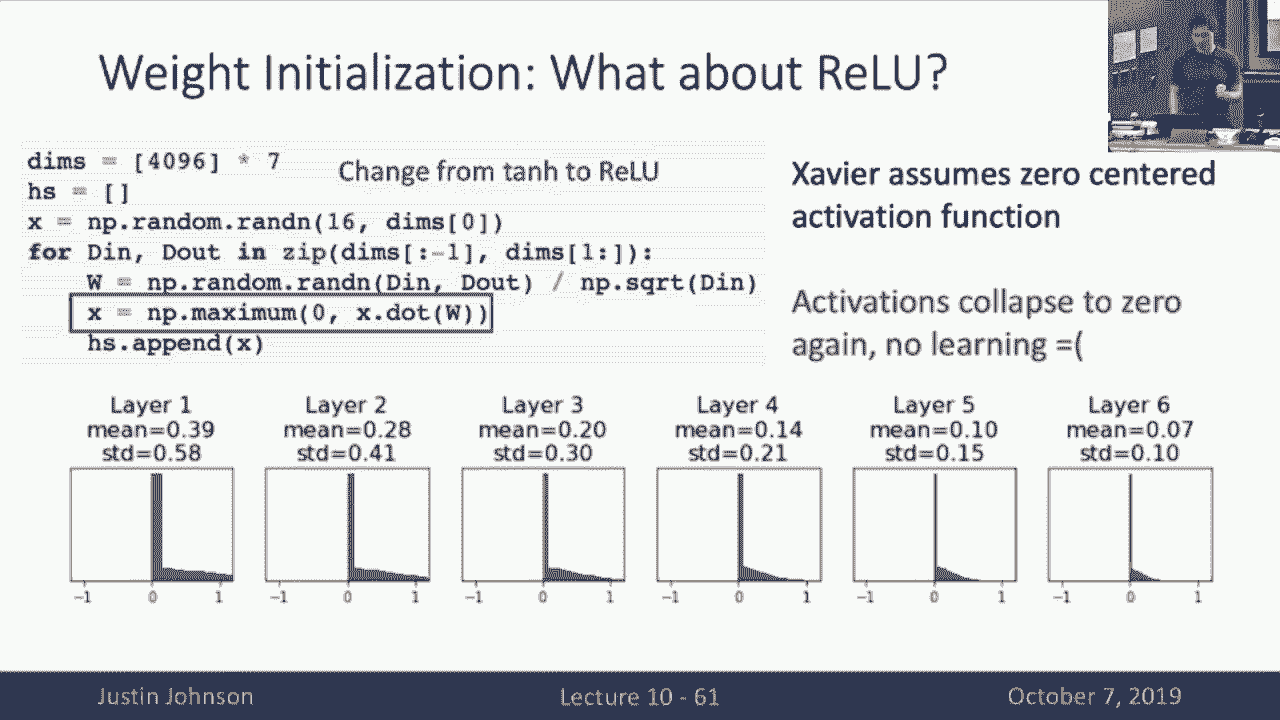 Weight Initialization: What about ReLU?
dims = [4096] * 7
Change from tanh to ReLU
hs = []
x = np.random.randn(16, dims[0])
for Din, Dout in zip(dims[:-1], dims[1:]):
W = np.random.randn(Din, Dout) / np.sqrt(Din)
x = np.maximum(0, x.dot(W))
hs.append(x)
Xavier assumes zero centered
activation function
Activations collapse to zero
again, no learning =(
Layer 1
mean=0.39
std=0.58
-1 0 1
Layer 2
mean=0.28
std=0.41
-1 0 1
Layer 3
mean=0.20
std=0.30
-1 0 1
Layer 4
mean=0.14
std=0.21
-1 0 1
Layer 5
mean=0.10
std=0.15
-1 0 1
Layer 6
mean=0.07
std=0.10
-1 0 1
Justin Johnson
Lecture 10 - 61
October 7, 2019